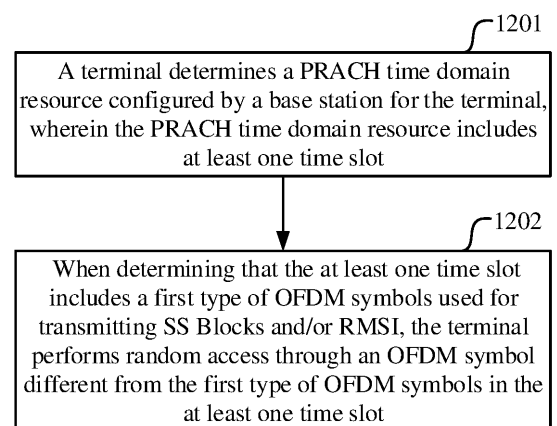 1201
A terminal determines a PRACH time domain
resource configured by a base station for the terminal,
wherein the PRACH time domain resource includes
at least one time slot
1202
When determining that the at least one time slot
includes a first type of OFDM symbols used for
transmitting SS Blocks and/or RMSI, the terminal
performs random access through an OFDM symbol
different from the first type of OFDM symbols in the
at least one time slot